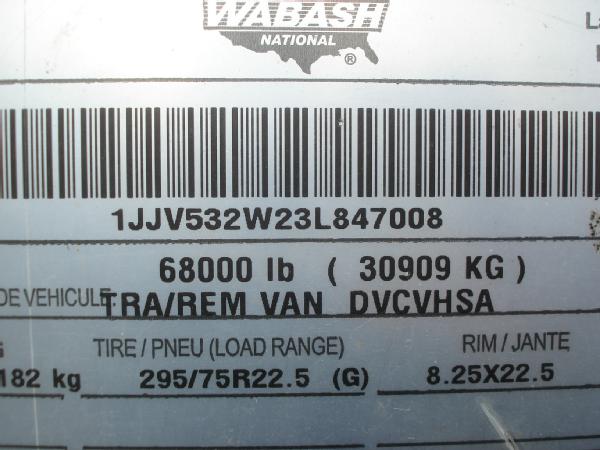 WABASH
NATIONAL ®
1JJV532W23L847008
68000 lb ( 30909 KG )
DE VEHICULE: TRA/REM VAN DVCVHSA
TIRE / PNEU (LOAD RANGE) RIM / JANTE
182 kg 295/75R22.5 (G) 8.25X22.5